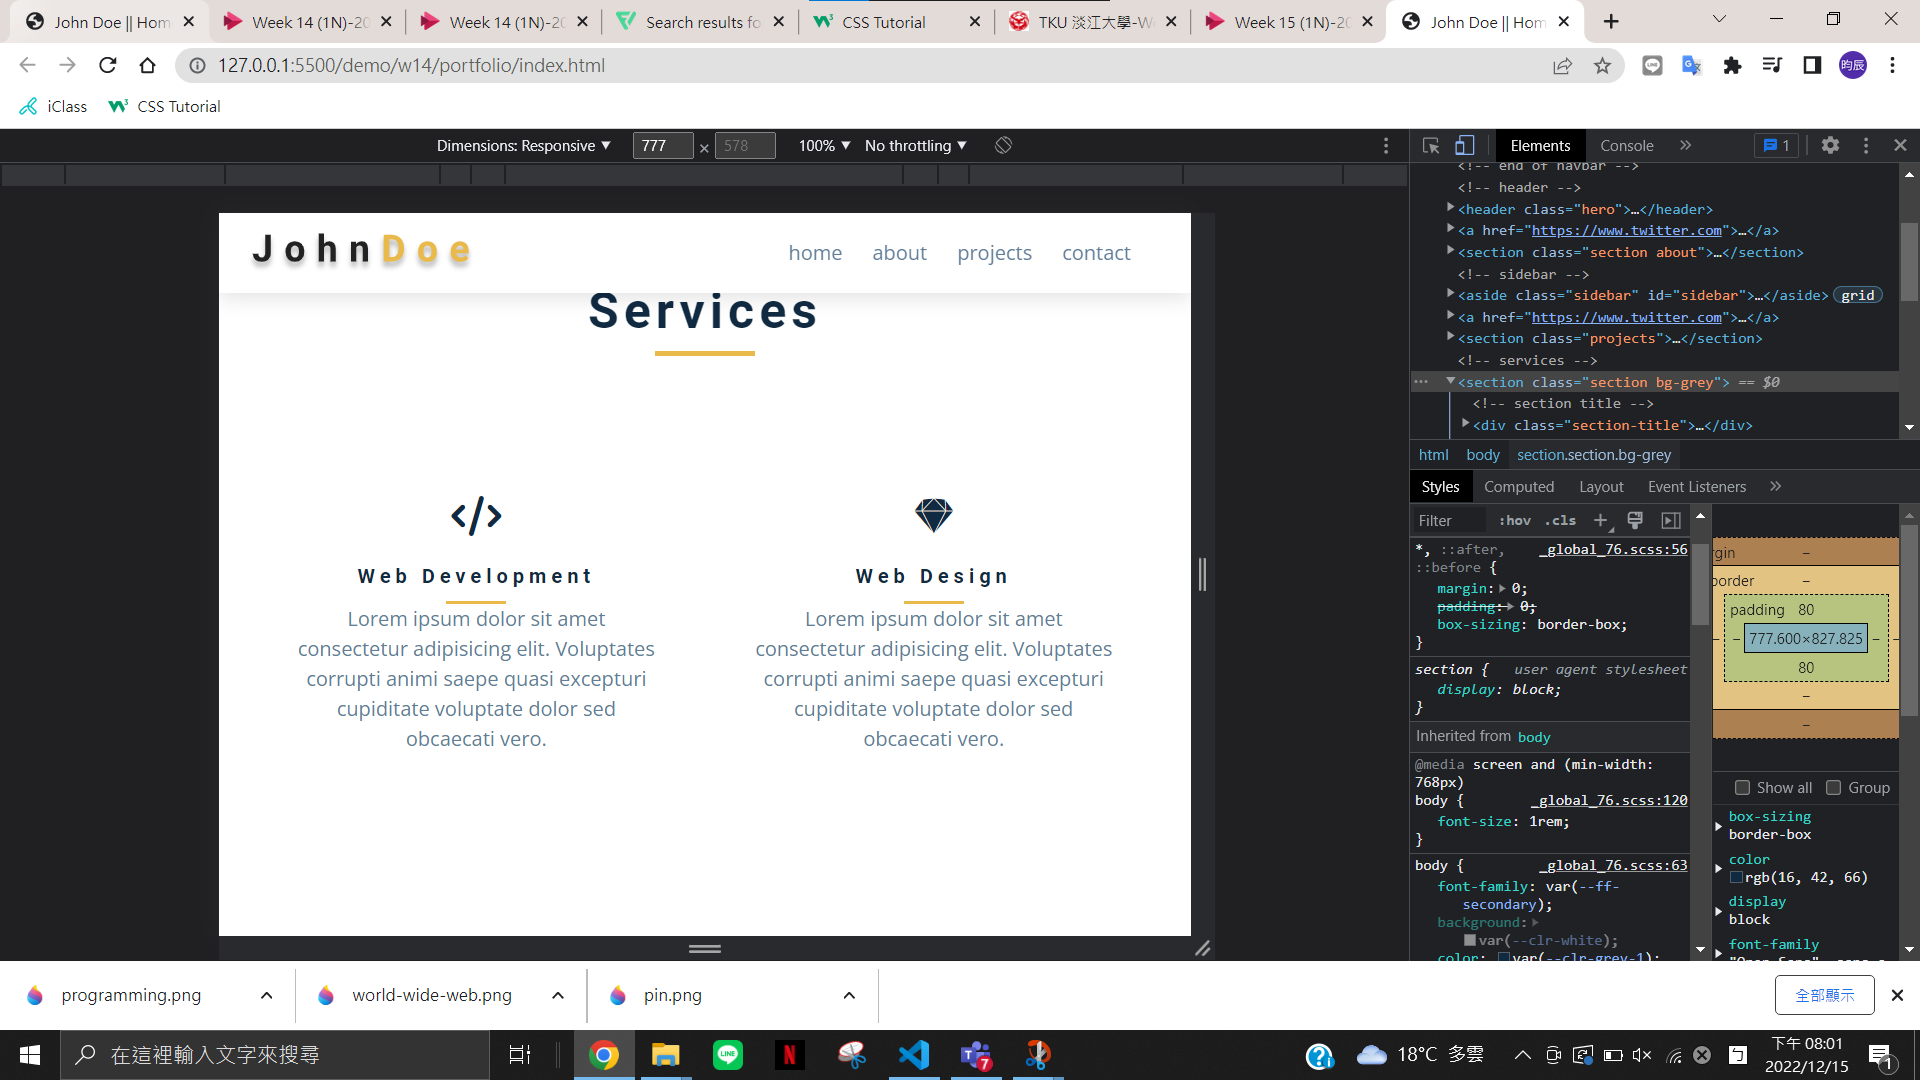 John Doe || Hom
Week 14 (1N)-20
Week 14 (1N)-20
Search results fo
CSS Tutorial
TKU 淡江大學-W
Week 15 (1N)-20
John Doe || Hom
127.0.0.1:5500/demo/w14/portfolio/index.html
昀辰
iClass
CSS Tutorial
Dimensions: Responsive ▼ 777 × 578 100% ▼ No throttling ▼
Elements Console » 1
<!-- end of navbar -->
<!-- header -->
<header class="hero">…</header>
<a href="https://www.twitter.com">…</a>
<section class="section about">…</section>
<!-- sidebar -->
<aside class="sidebar" id="sidebar">…</aside> grid
<a href="https://www.twitter.com">…</a>
<section class="projects">…</section>
<!-- services -->
<section class="section bg-grey"> == $0
<!-- section title -->
<div class="section-title">…</div>
html body section.section.bg-grey
Styles Computed Layout Event Listeners »
Filter :hov .cls +
*, ::after, _global_76.scss:56
::before {
margin: 0;
padding: 0;
box-sizing: border-box;
}
section { user agent stylesheet
display: block;
}
Inherited from body
@media screen and (min-width:
768px)
body { _global_76.scss:120
font-size: 1rem;
}
body { _global_76.scss:63
font-family: var(--ff-
secondary);
background:
var(--clr-white);
color: var(--clr-grey-1);
rgin –
border –
padding 80
– 777.600×827.825 –
80
–
–
Show all Group
box-sizing
border-box
color
rgb(16, 42, 66)
display
block
font-family
JohnDoe
home about projects contact
Services
Web Development
Lorem ipsum dolor sit amet
consectetur adipisicing elit. Voluptates
corrupti animi saepe quasi excepturi
cupiditate voluptate dolor sed
obcaecati vero.
Web Design
Lorem ipsum dolor sit amet
consectetur adipisicing elit. Voluptates
corrupti animi saepe quasi excepturi
cupiditate voluptate dolor sed
obcaecati vero.
programming.png
world-wide-web.png
pin.png
全部顯示
在這裡輸入文字來搜尋
LINE
N
7
18°C 多雲
下午 08:01
2022/12/15
1